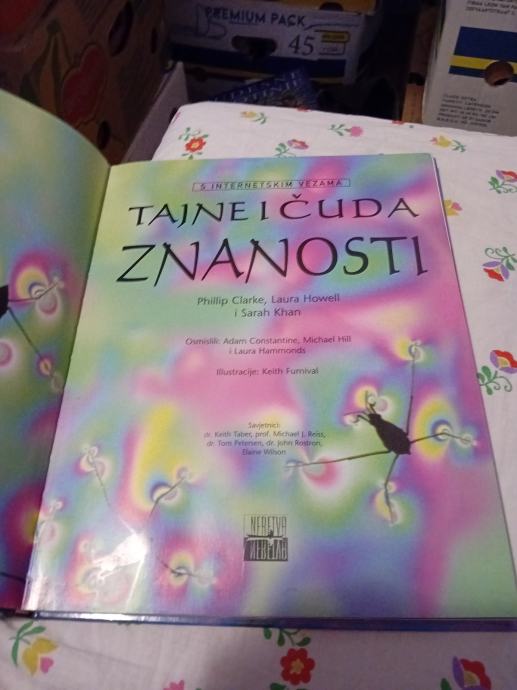 PREMIUM PACK
45
S INTERNETSKIM VEZAMA
TAJNE I ČUDA
ZNANOSTI
Phillip Clarke, Laura Howell
i Sarah Khan
Osmislili: Adam Constantine, Michael Hill
i Laura Hammonds
Illustracije: Keith Furnival
Savjetnici:
dr. Keith Taber, prof. Michael J. Reiss,
dr. Tom Petersen, dr. John Rostron,
Elaine Wilson
NERETVA